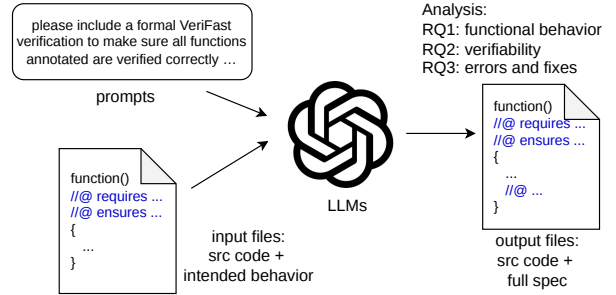 please include a formal VeriFast
verification to make sure all functions
annotated are verified correctly ...
prompts
function()
//@ requires ...
//@ ensures ...
{
...
}
input files:
src code +
intended behavior
LLMs
Analysis:
RQ1: functional behavior
RQ2: verifiability
RQ3: errors and fixes
function()
//@ requires ...
//@ ensures ...
{
...
//@ ...
}
output files:
src code +
full spec